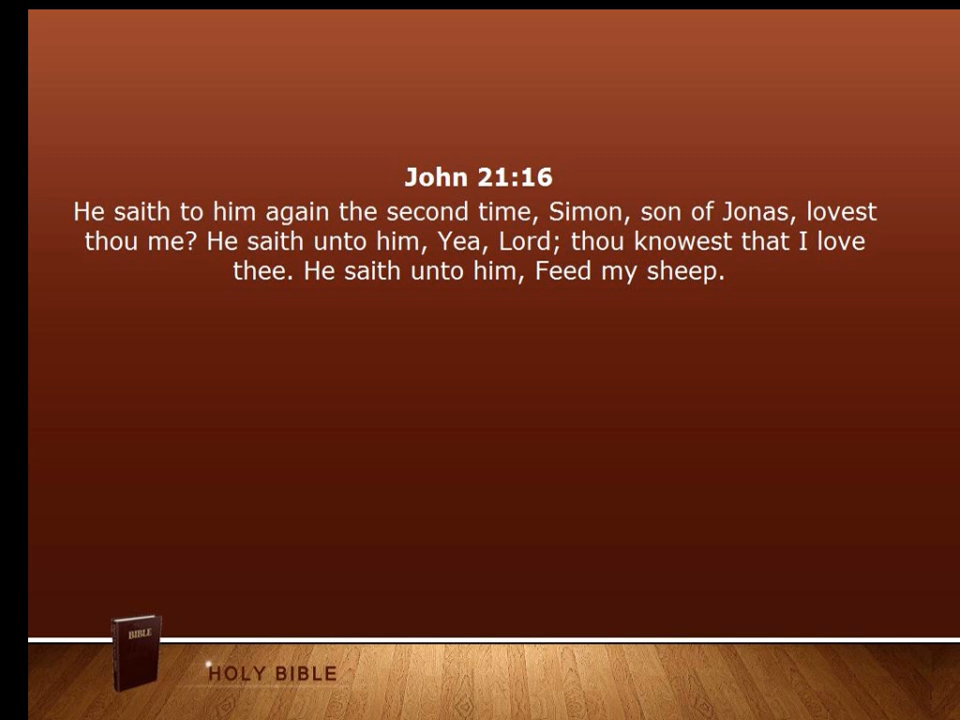 John 21:16
He saith to him again the second time, Simon, son of Jonas, lovest
thou me? He saith unto him, Yea, Lord; thou knowest that I love
thee. He saith unto him, Feed my sheep.
BIBLE
HOLY BIBLE